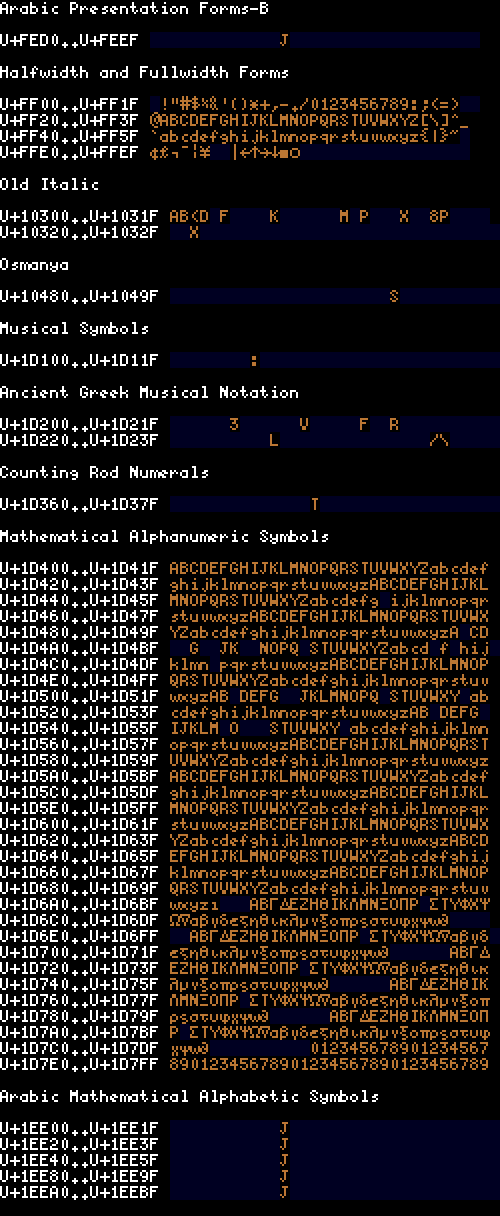 Arabic Presentation Forms-B
U+FED0..U+FEEF J
Halfwidth and Fullwidth Forms
U+FF00..U+FF1F !"#$%&'()*+,-./0123456789:;<=>
U+FF20..U+FF3F @ABCDEFGHIJKLMNOPQRSTUVWXYZ[\]^_
U+FF40..U+FF5F `abcdefghijklmnopqrstuvwxyz{|}~
U+FFE0..U+FFEF ¢£¬¯¦¥ |←↑→↓■○
Old Italic
U+10300..U+1031F AB<D F K M P X 8P
U+10320..U+1032F X
Osmanya
U+10480..U+1049F S
Musical Symbols
U+1D100..U+1D11F :
Ancient Greek Musical Notation
U+1D200..U+1D21F 3 V F R
U+1D220..U+1D23F L /\
Counting Rod Numerals
U+1D360..U+1D37F T
Mathematical Alphanumeric Symbols
U+1D400..U+1D41F ABCDEFGHIJKLMNOPQRSTUVWXYZabcdef
U+1D420..U+1D43F ghijklmnopqrstuvwxyzABCDEFGHIJKL
U+1D440..U+1D45F MNOPQRSTUVWXYZabcdefg ijklmnopqr
U+1D460..U+1D47F stuvwxyzABCDEFGHIJKLMNOPQRSTUVWX
U+1D480..U+1D49F YZabcdefghijklmnopqrstuvwxyzA CD
U+1D4A0..U+1D4BF G JK NOPQ STUVWXYZabcd f hij
U+1D4C0..U+1D4DF klmn pqrstuvwxyzABCDEFGHIJKLMNOP
U+1D4E0..U+1D4FF QRSTUVWXYZabcdefghijklmnopqrstuv
U+1D500..U+1D51F wxyzAB DEFG JKLMNOPQ STUVWXY ab
U+1D520..U+1D53F cdefghijklmnopqrstuvwxyzAB DEFG
U+1D540..U+1D55F IJKLM O STUVWXY abcdefghijklmn
U+1D560..U+1D57F opqrstuvwxyzABCDEFGHIJKLMNOPQRST
U+1D580..U+1D59F UVWXYZabcdefghijklmnopqrstuvwxyz
U+1D5A0..U+1D5BF ABCDEFGHIJKLMNOPQRSTUVWXYZabcdef
U+1D5C0..U+1D5DF ghijklmnopqrstuvwxyzABCDEFGHIJKL
U+1D5E0..U+1D5FF MNOPQRSTUVWXYZabcdefghijklmnopqr
U+1D600..U+1D61F stuvwxyzABCDEFGHIJKLMNOPQRSTUVWX
U+1D620..U+1D63F YZabcdefghijklmnopqrstuvwxyzABCD
U+1D640..U+1D65F EFGHIJKLMNOPQRSTUVWXYZabcdefghij
U+1D660..U+1D67F klmnopqrstuvwxyzABCDEFGHIJKLMNOP
U+1D680..U+1D69F QRSTUVWXYZabcdefghijklmnopqrstuv
U+1D6A0..U+1D6BF wxyzı ΑΒΓΔΕΖΗΘΙΚΛΜΝΞΟΠΡ ΣΤΥΦΧΨ
U+1D6C0..U+1D6DF Ω∇αβγδεζηθικλμνξοπρςστυφχψω∂
U+1D6E0..U+1D6FF ΑΒΓΔΕΖΗΘΙΚΛΜΝΞΟΠΡ ΣΤΥΦΧΨΩ∇αβγδ
U+1D700..U+1D71F εζηθικλμνξοπρςστυφχψω∂ ΑΒΓΔ
U+1D720..U+1D73F ΕΖΗΘΙΚΛΜΝΞΟΠΡ ΣΤΥΦΧΨΩ∇αβγδεζηθικ
U+1D740..U+1D75F λμνξοπρςστυφχψω∂ ΑΒΓΔΕΖΗΘΙΚ
U+1D760..U+1D77F ΛΜΝΞΟΠΡ ΣΤΥΦΧΨΩ∇αβγδεζηθικλμνξοπ
U+1D780..U+1D79F ρςστυφχψω∂ ΑΒΓΔΕΖΗΘΙΚΛΜΝΞΟΠ
U+1D7A0..U+1D7BF Ρ ΣΤΥΦΧΨΩ∇αβγδεζηθικλμνξοπρςστυφ
U+1D7C0..U+1D7DF χψω∂ 012345678901234567
U+1D7E0..U+1D7FF 89012345678901234567890123456789
Arabic Mathematical Alphabetic Symbols
U+1EE00..U+1EE1F J
U+1EE20..U+1EE3F J
U+1EE40..U+1EE5F J
U+1EE80..U+1EE9F J
U+1EEA0..U+1EEBF J